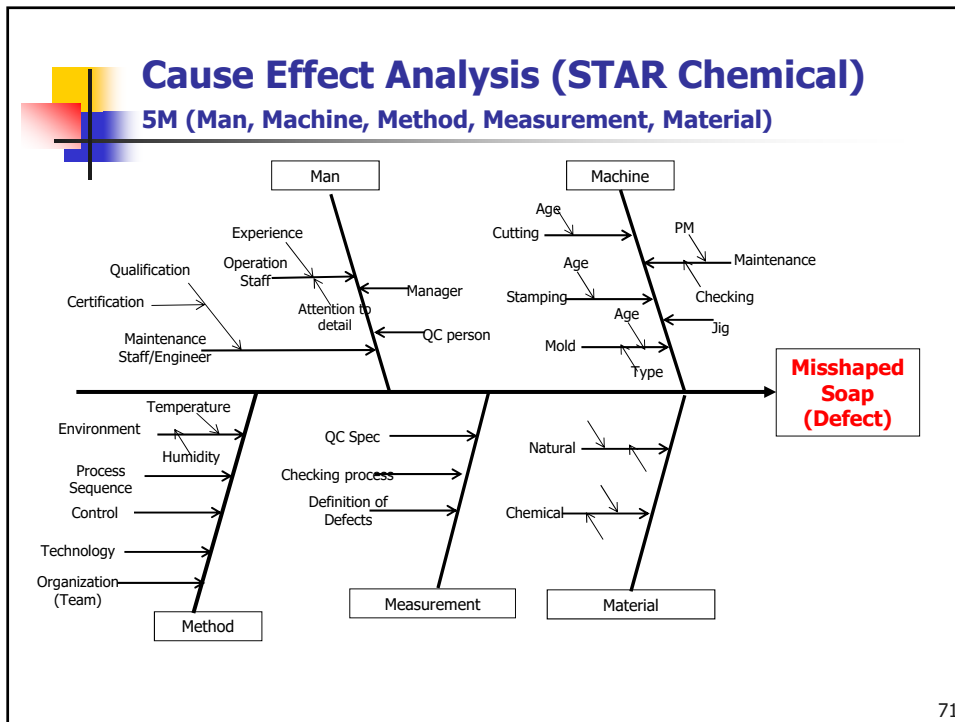 Cause Effect Analysis (STAR Chemical)
5M (Man, Machine, Method, Measurement, Material)
Man
Machine
Experience
Operation
Staff
Attention to
detail
Manager
QC person
Qualification
Certification
Maintenance
Staff/Engineer
Age
Cutting
PM
Maintenance
Checking
Age
Stamping
Jig
Age
Mold
Type
Misshaped
Soap
(Defect)
Temperature
Environment
Humidity
Process
Sequence
Control
Technology
Organization
(Team)
Method
QC Spec
Checking process
Definition of
Defects
Measurement
Natural
Chemical
Material
71